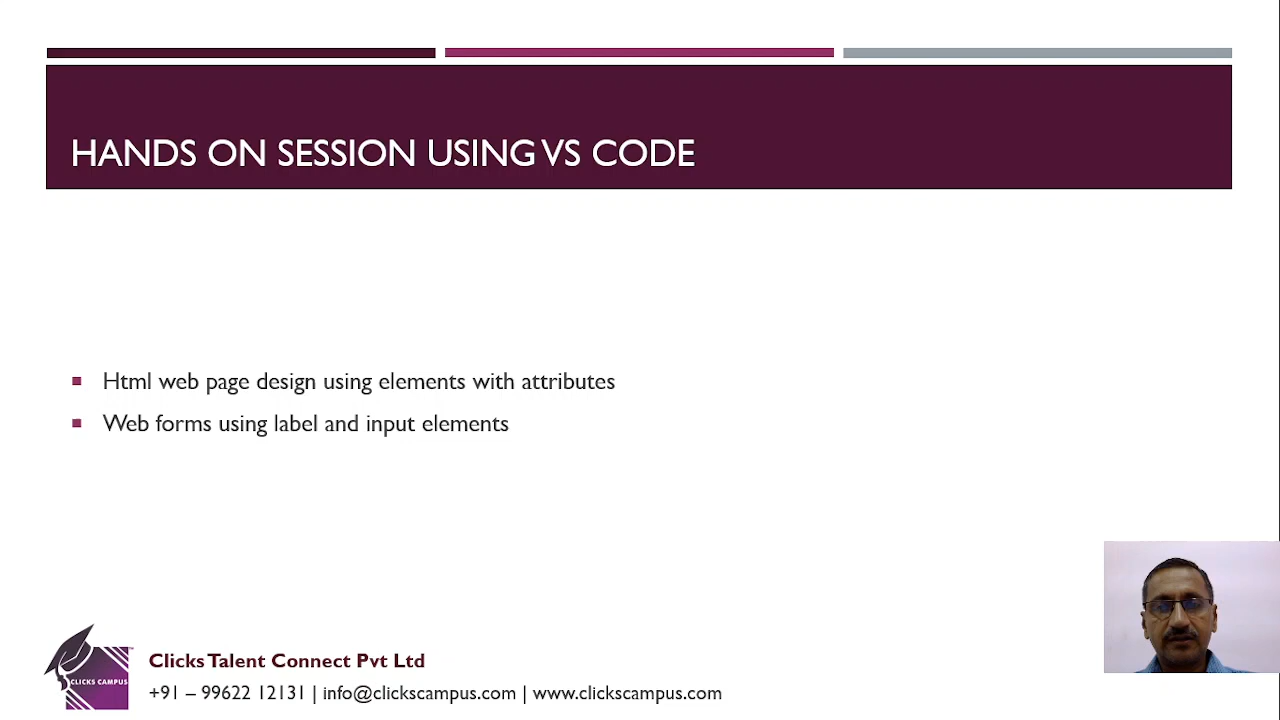 HANDS ON SESSION USING VS CODE
Html web page design using elements with attributes
Web forms using label and input elements
CLICKS CAMPUS
Clicks Talent Connect Pvt Ltd
+91 – 99622 12131 | info@clickscampus.com | www.clickscampus.com